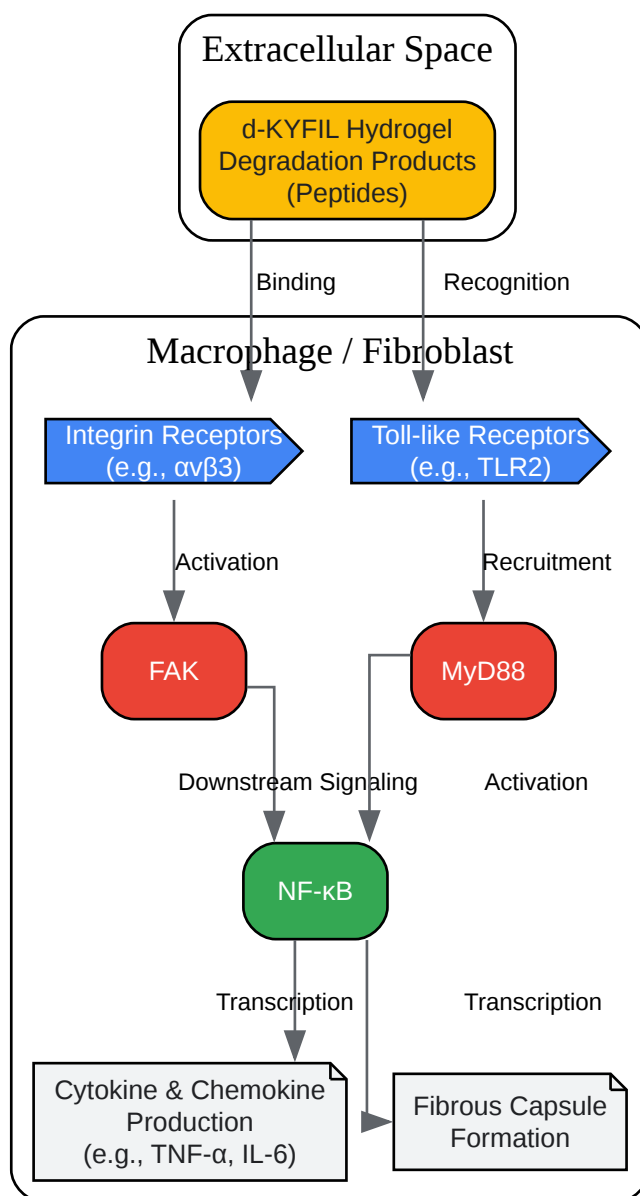 Extracellular Space
d-KYFIL Hydrogel
Degradation Products
(Peptides)
Binding
Recognition
Macrophage / Fibroblast
Integrin Receptors
(e.g., αvβ3)
Toll-like Receptors
(e.g., TLR2)
Activation
Recruitment
FAK
MyD88
Downstream Signaling
Activation
NF-κB
Transcription
Transcription
Cytokine & Chemokine
Production
(e.g., TNF-α, IL-6)
Fibrous Capsule
Formation